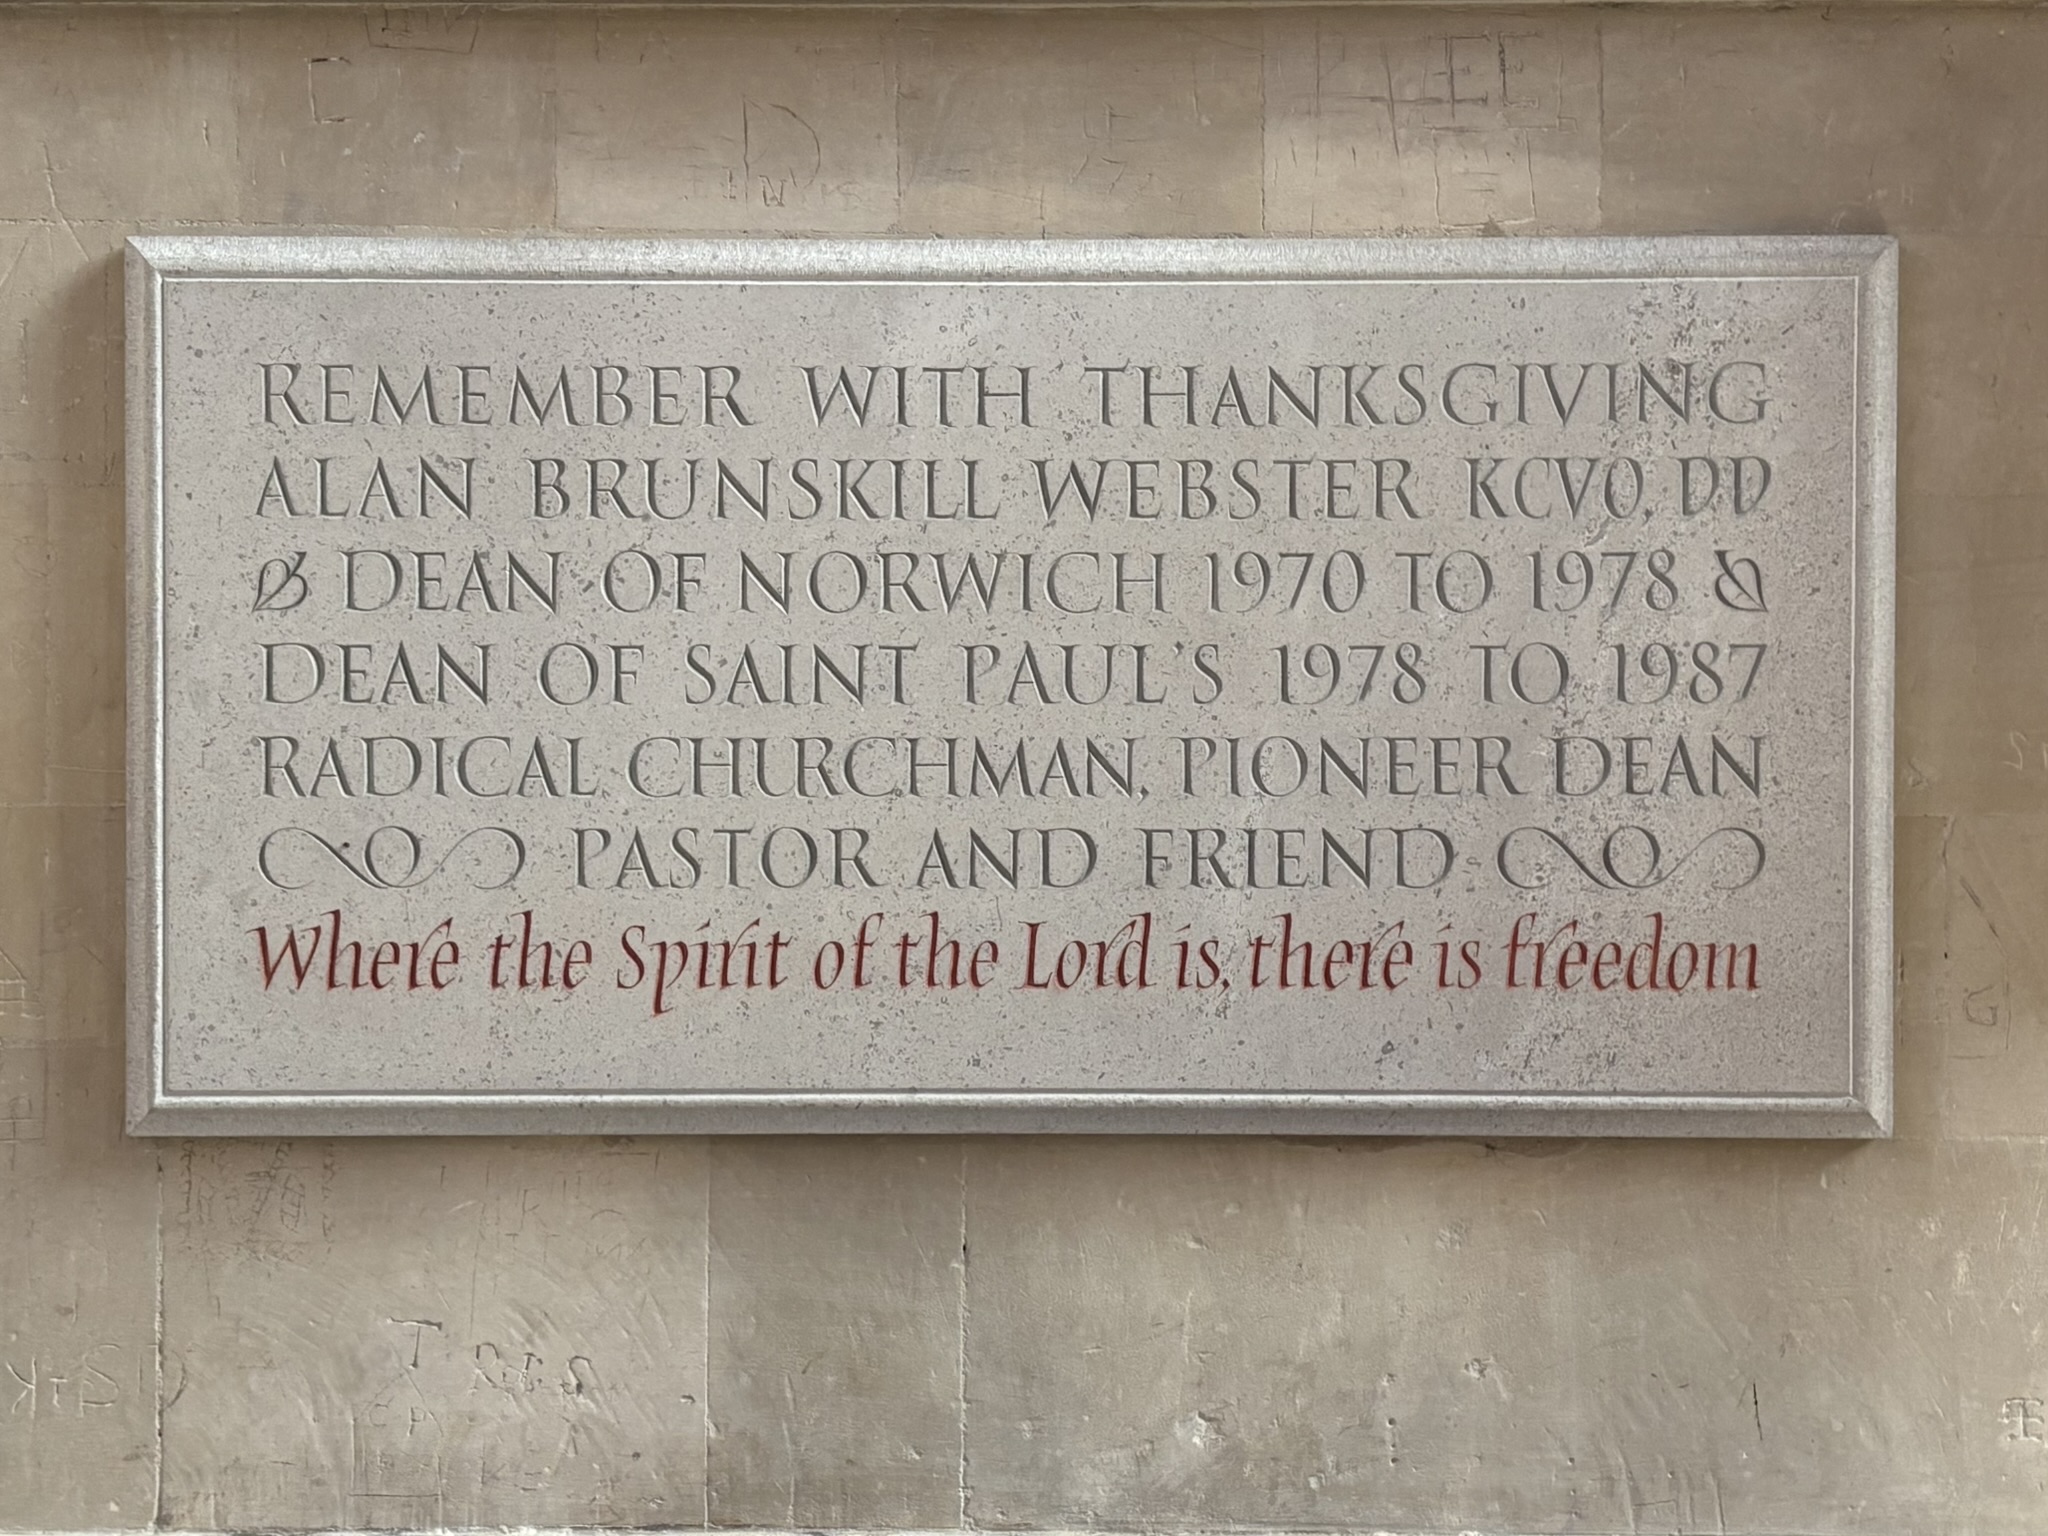 REMEMBER WITH THANKSGIVING
ALAN BRUNSKILL WEBSTER KCVO, DD
DEAN OF NORWICH 1970 TO 1978
DEAN OF SAINT PAUL'S 1978 TO 1987
RADICAL CHURCHMAN, PIONEER DEAN
PASTOR AND FRIEND
Where the Spirit of the Lord is, there is freedom